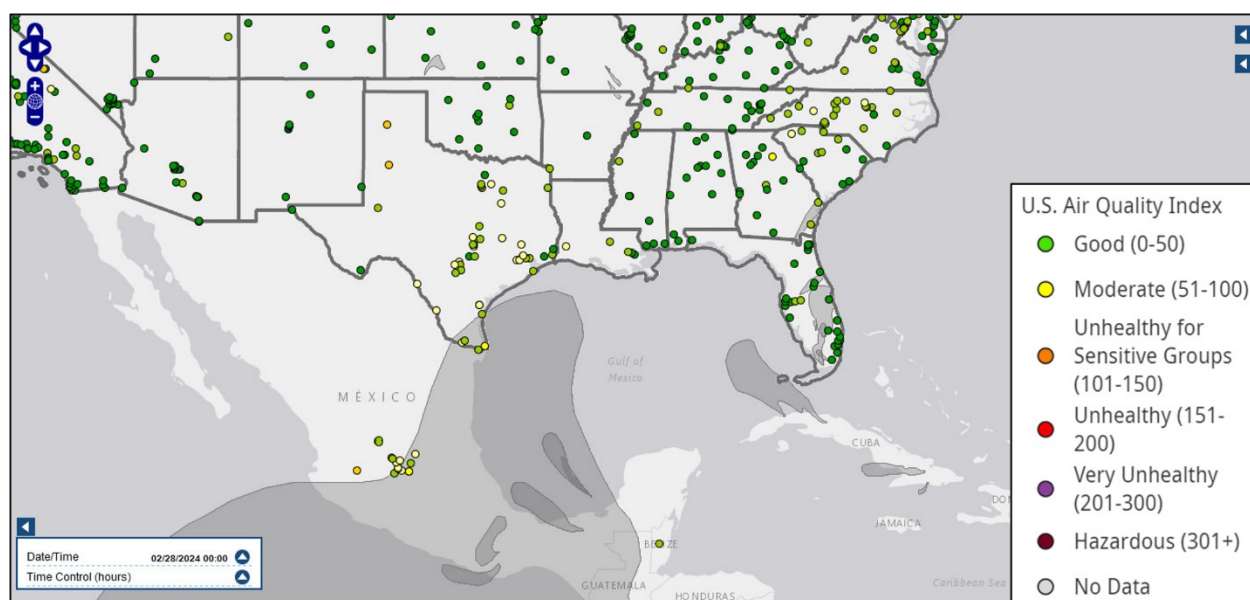 Gulf of
Mexico
MÉXICO
CUBA
JAMAICA
BELIZE
GUATEMALA
HONDURAS
Caribbean Sea
U.S. Air Quality Index
Good (0-50)
Moderate (51-100)
Unhealthy for
Sensitive Groups
(101-150)
Unhealthy (151-
200)
Very Unhealthy
(201-300)
Hazardous (301+)
No Data
Date/Time 02/28/2024 00:00
Time Control (hours)